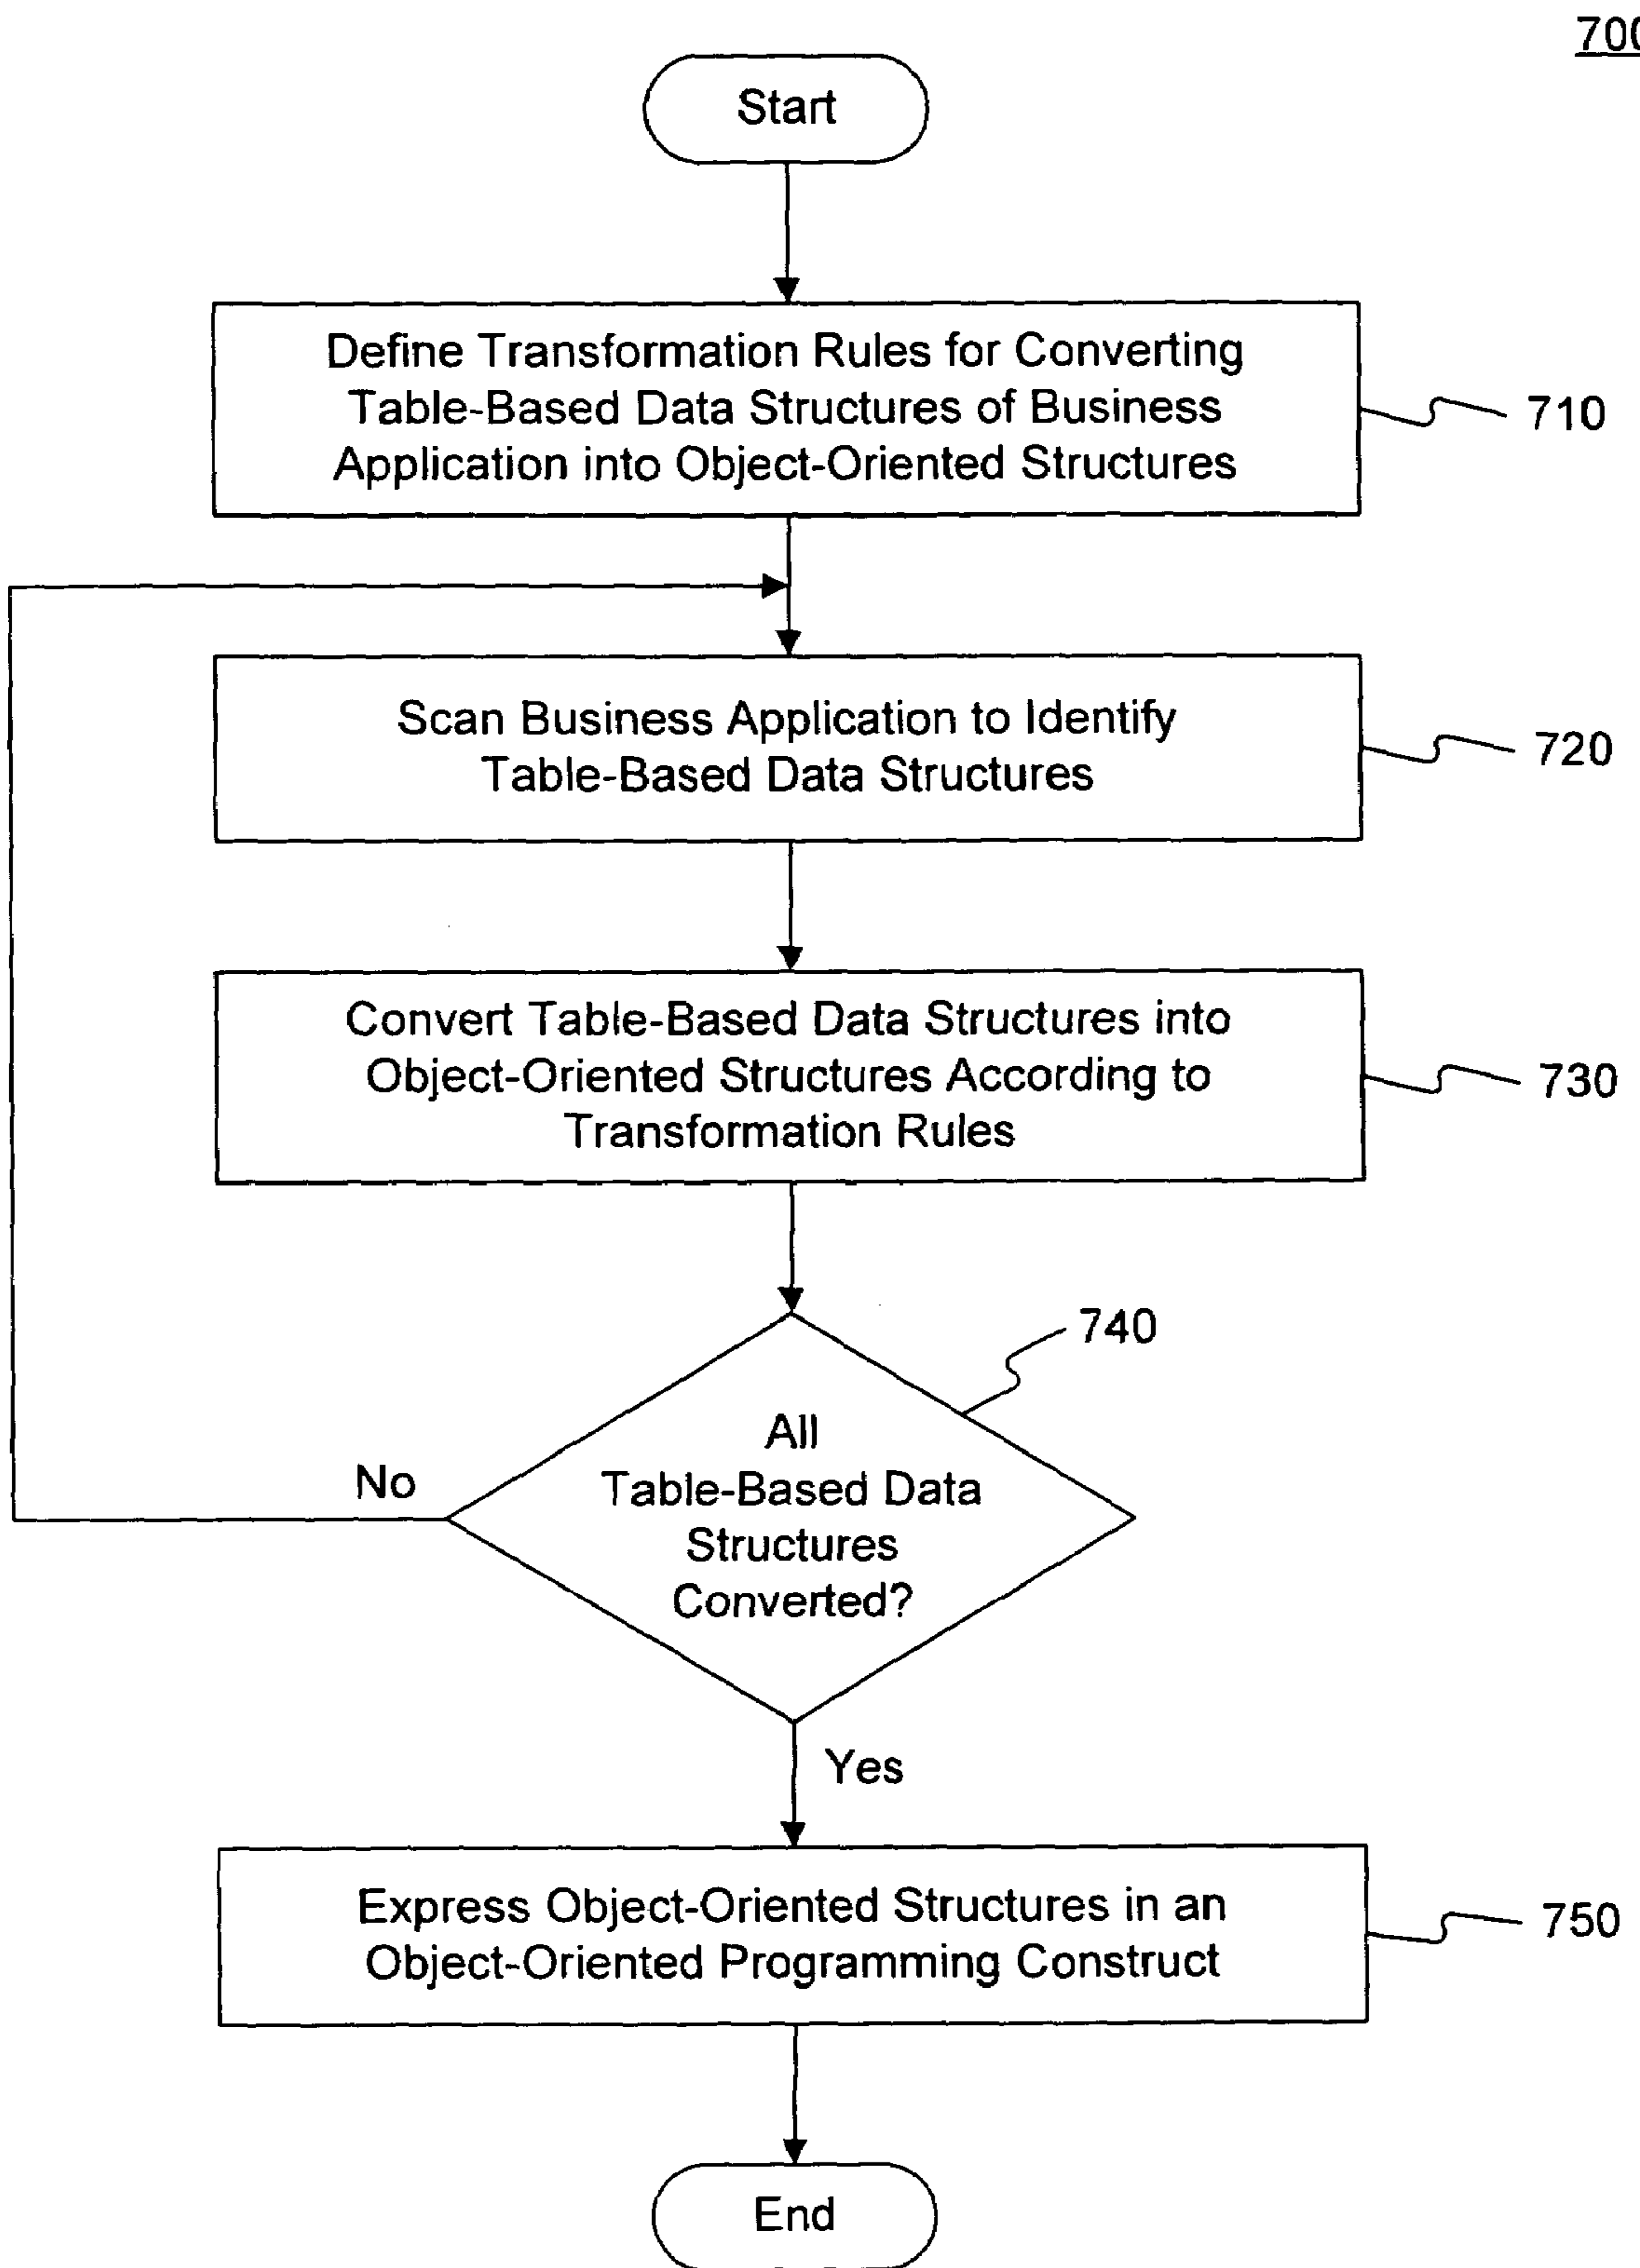 700
Start
Define Transformation Rules for Converting
Table-Based Data Structures of Business
Application into Object-Oriented Structures
710
Scan Business Application to Identify
Table-Based Data Structures
720
Convert Table-Based Data Structures into
Object-Oriented Structures According to
Transformation Rules
730
740
All
Table-Based Data
Structures
Converted?
No
Yes
Express Object-Oriented Structures in an
Object-Oriented Programming Construct
750
End